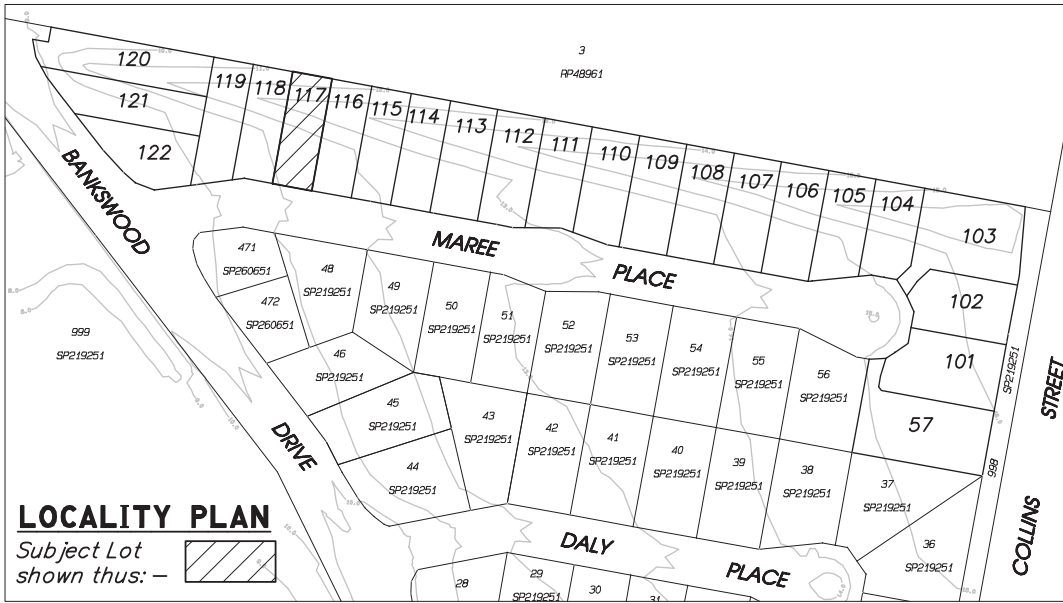 3
RP48961
120
119
118
117
116
115
114
113
112
111
110
109
108
107
106
105
104
103
121
122
102
101
57
BANKSWOOD
DRIVE
MAREE PLACE
471
SP260651
472
SP260651
48
SP219251
49
SP219251
50
SP219251
51
SP219251
52
SP219251
53
SP219251
54
SP219251
55
SP219251
56
SP219251
46
SP219251
45
SP219251
44
SP219251
43
SP219251
42
SP219251
41
SP219251
40
SP219251
39
SP219251
38
SP219251
37
SP219251
36
SP219251
999
SP219251
998
SP219251
COLLINS STREET
DALY PLACE
28
29
SP219251
30
31
LOCALITY PLAN
Subject Lot
shown thus: –